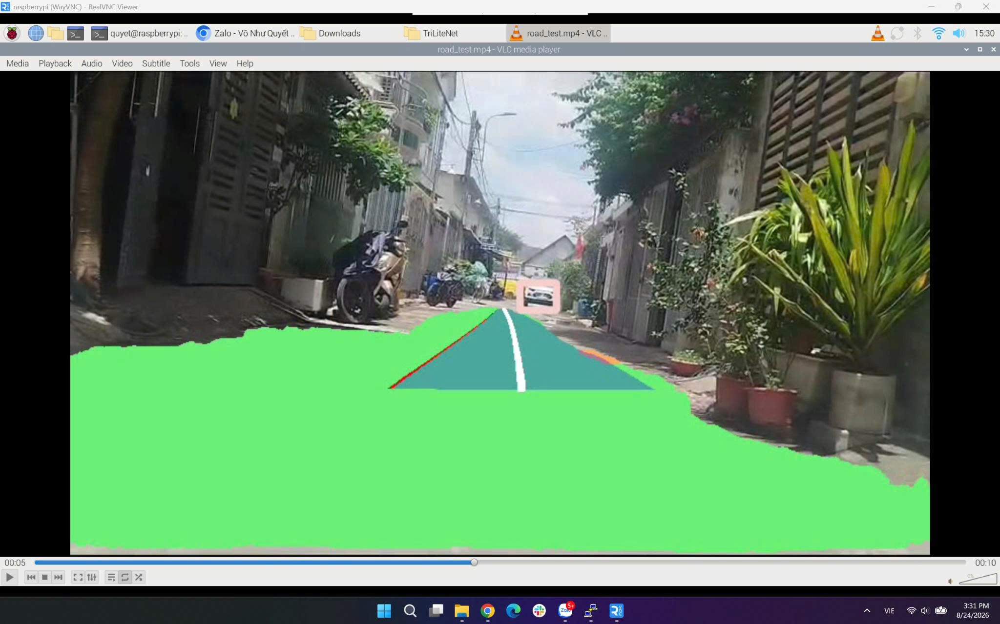 raspberrypi (WayVNC) - RealVNC Viewer
quyet@raspberrypi: ..
Zalo - Võ Như Quyết ..
Downloads
TriLiteNet
road_test.mp4 - VLC ..
15:30
road_test.mp4 - VLC media player
Media Playback Audio Video Subtitle Tools View Help
00:05
00:10
0%
5+
Zalo
VIE
3:31 PM
8/24/2026